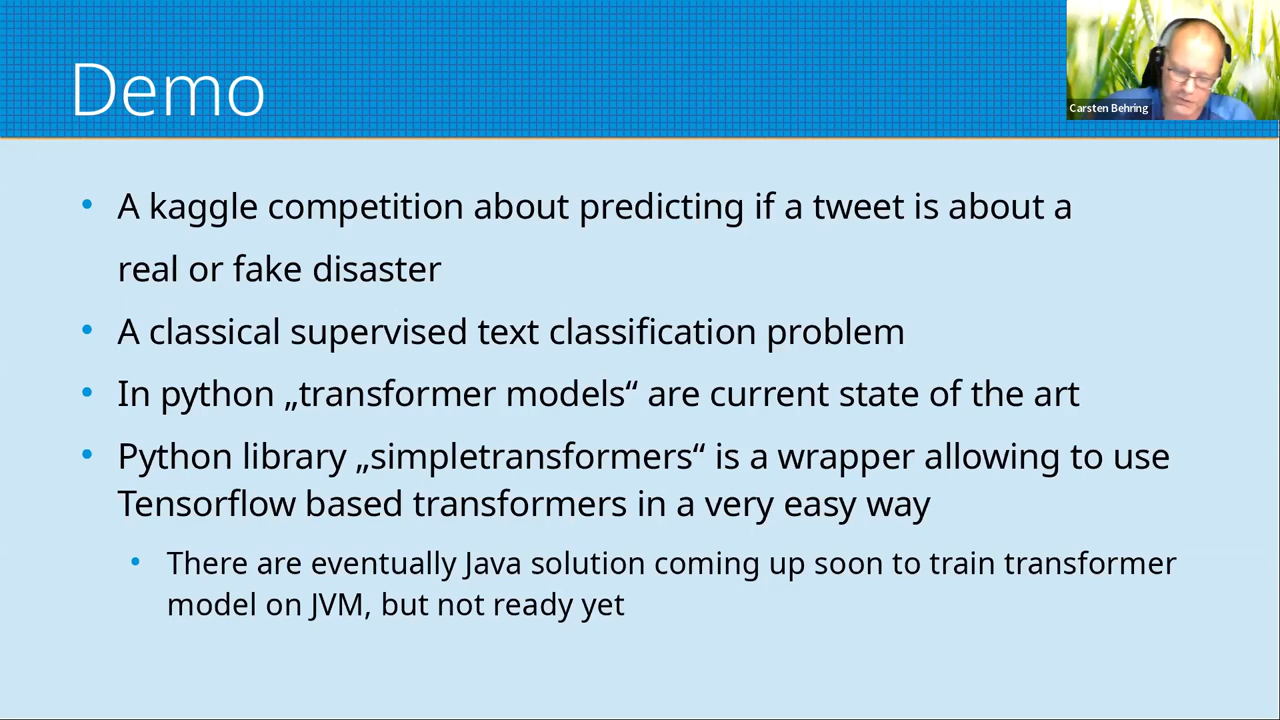 Demo
Carsten Behring
• A kaggle competition about predicting if a tweet is about a
real or fake disaster
• A classical supervised text classification problem
• In python „transformer models“ are current state of the art
• Python library „simpletransformers“ is a wrapper allowing to use
Tensorflow based transformers in a very easy way
• There are eventually Java solution coming up soon to train transformer
model on JVM, but not ready yet